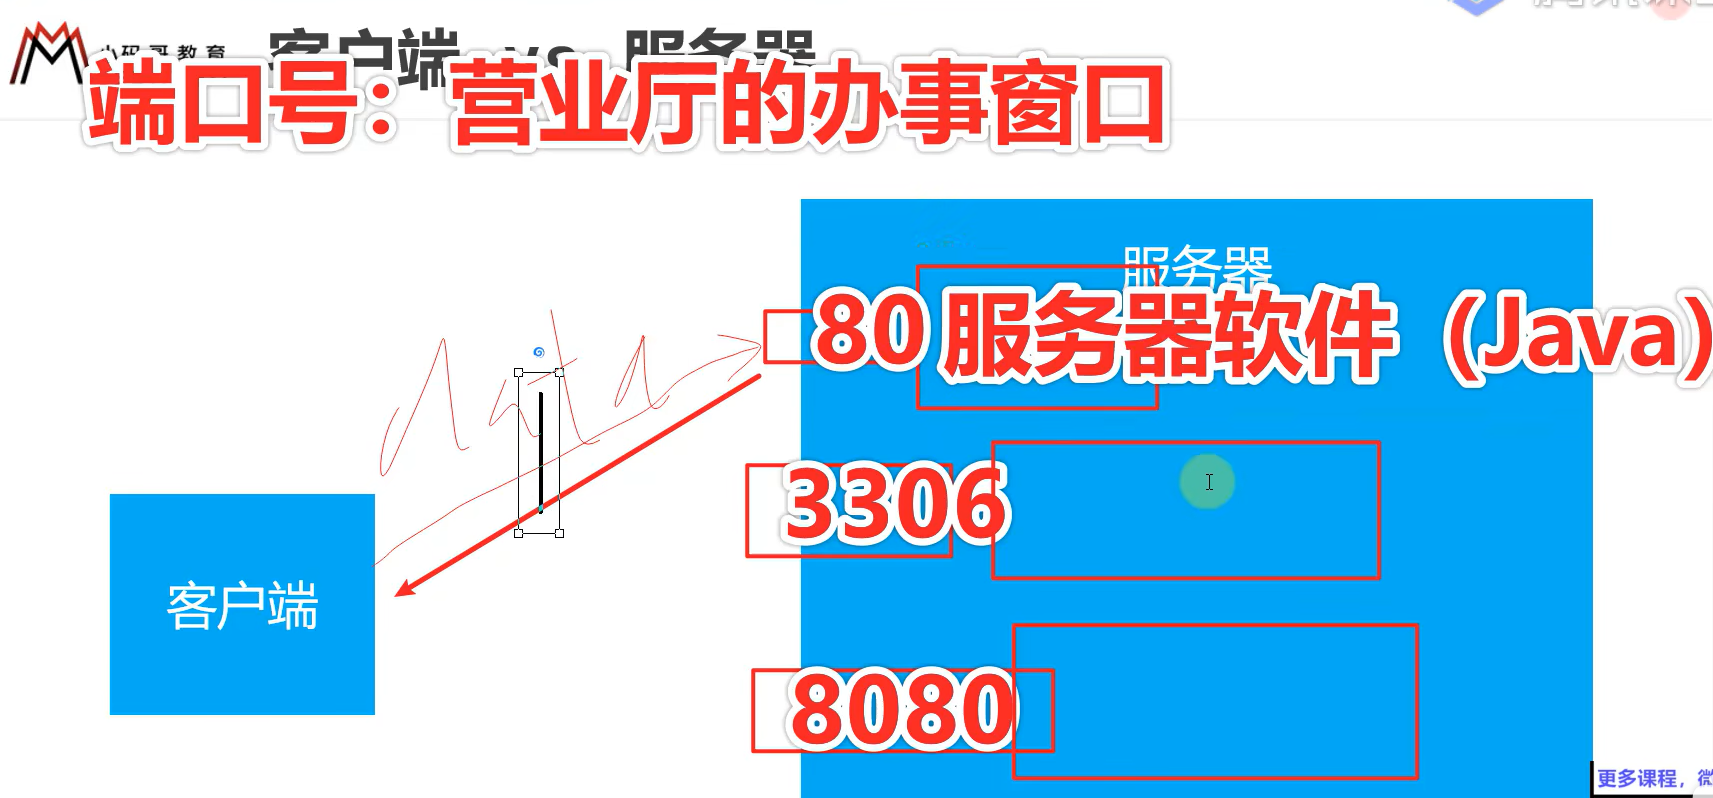 小码哥教育
客户端 vs 服务器
端口号：营业厅的办事窗口
服务器
80 服务器软件（Java）
data
3306
客户端
8080
更多课程，微